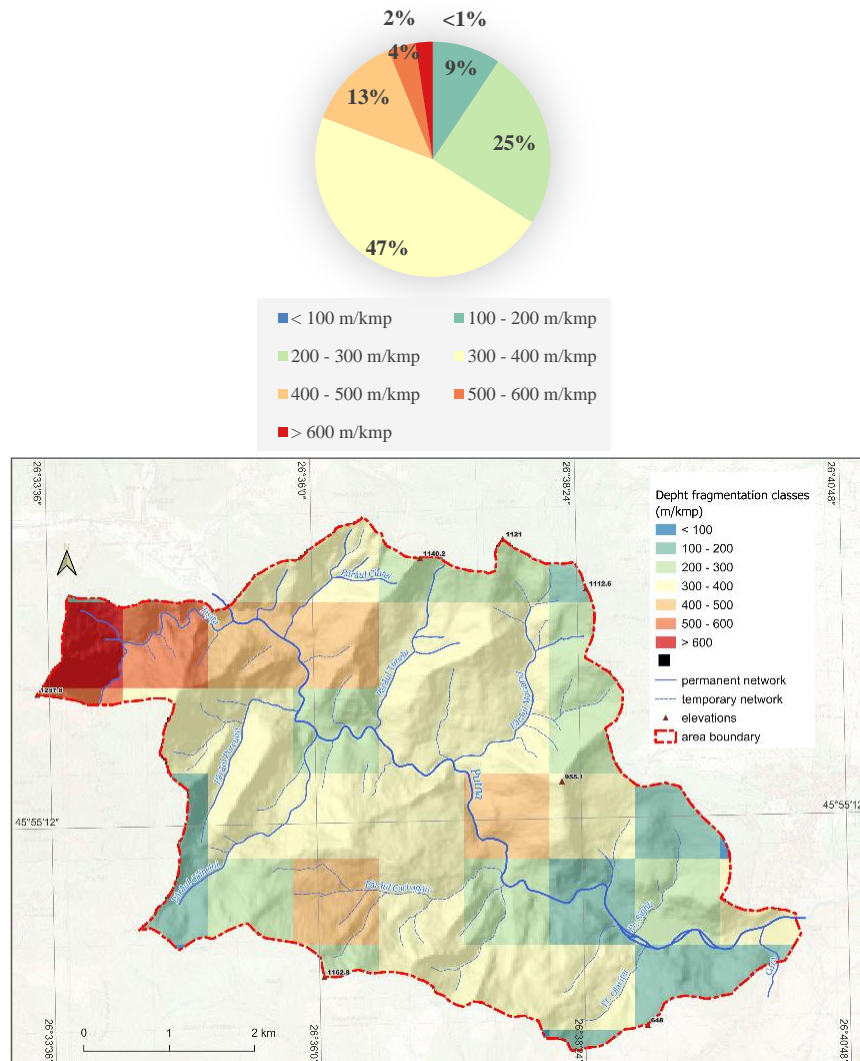 2% <1%
4% 9%
13%
25%
47%
< 100 m/kmp 100 - 200 m/kmp
200 - 300 m/kmp 300 - 400 m/kmp
400 - 500 m/kmp 500 - 600 m/kmp
> 600 m/kmp
26°33'36" 26°36'0" 26°38'24" 26°40'48"
Depht fragmentation classes
(m/kmp)
< 100
100 - 200
200 - 300
300 - 400
400 - 500
500 - 600
> 600
permanent network
temporary network
elevations
area boundary
1121
1140.2
1112.6
1287.8
Putna
955.1
45°55'12" 45°55'12"
1162.8
648
0 1 2 km
26°33'36" 26°36'0" 26°38'24" 26°40'48"